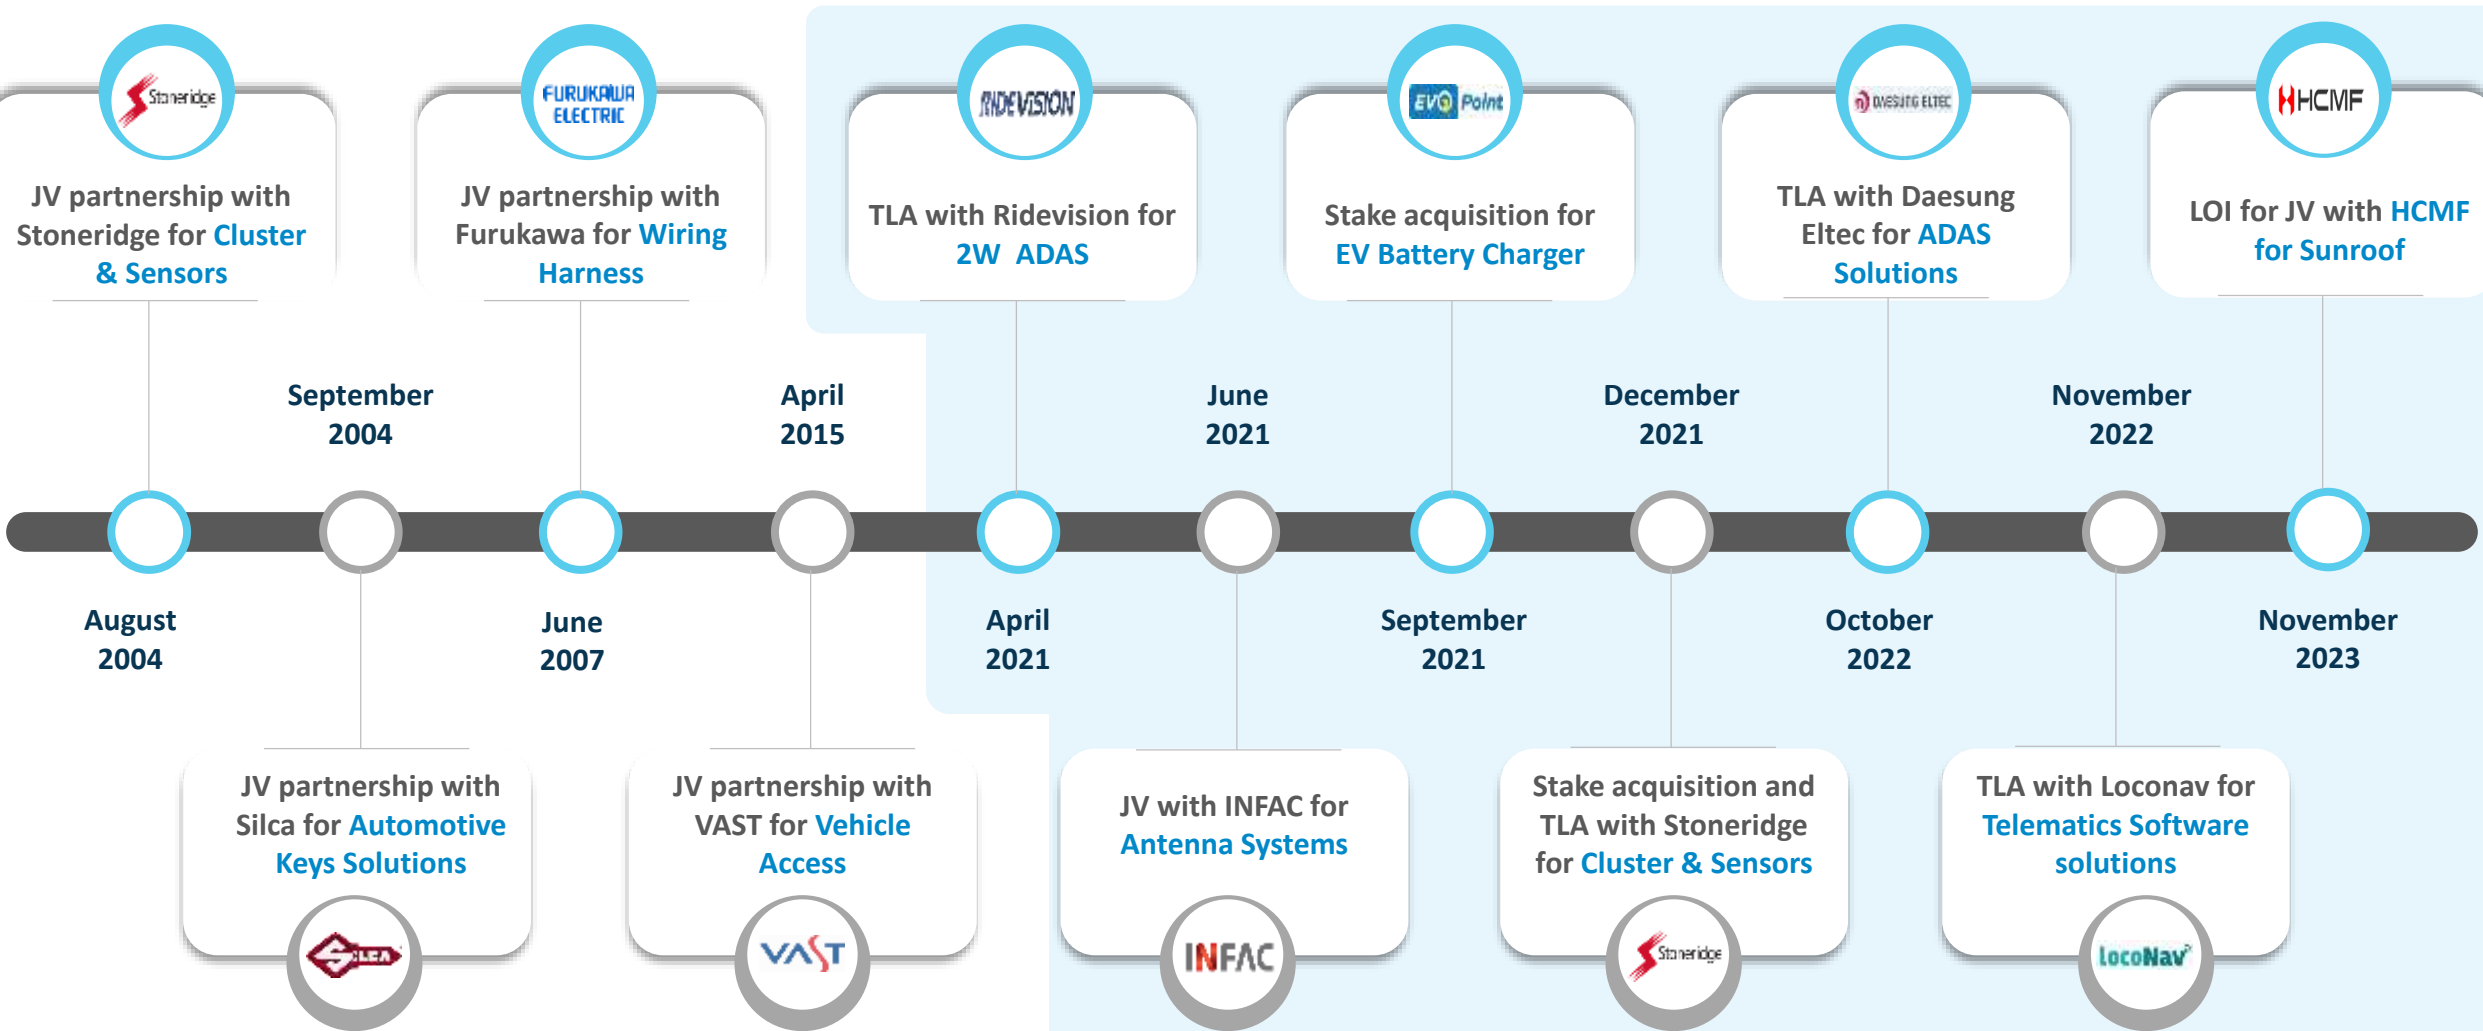 Stoneridge
JV partnership with
Stoneridge for Cluster
& Sensors
FURUKAWA
ELECTRIC
JV partnership with
Furukawa for Wiring
Harness
RIDEVISION
TLA with Ridevision for
2W ADAS
EVQ Point
Stake acquisition for
EV Battery Charger
DAESUNG ELTEC
TLA with Daesung
Eltec for ADAS
Solutions
HCMF
LOI for JV with HCMF
for Sunroof
September
2004
April
2015
June
2021
December
2021
November
2022
August
2004
June
2007
April
2021
September
2021
October
2022
November
2023
JV partnership with
Silca for Automotive
Keys Solutions
SILCA
JV partnership with
VAST for Vehicle
Access
VAST
JV with INFAC for
Antenna Systems
INFAC
Stake acquisition and
TLA with Stoneridge
for Cluster & Sensors
Stoneridge
TLA with Loconav for
Telematics Software
solutions
LocoNav